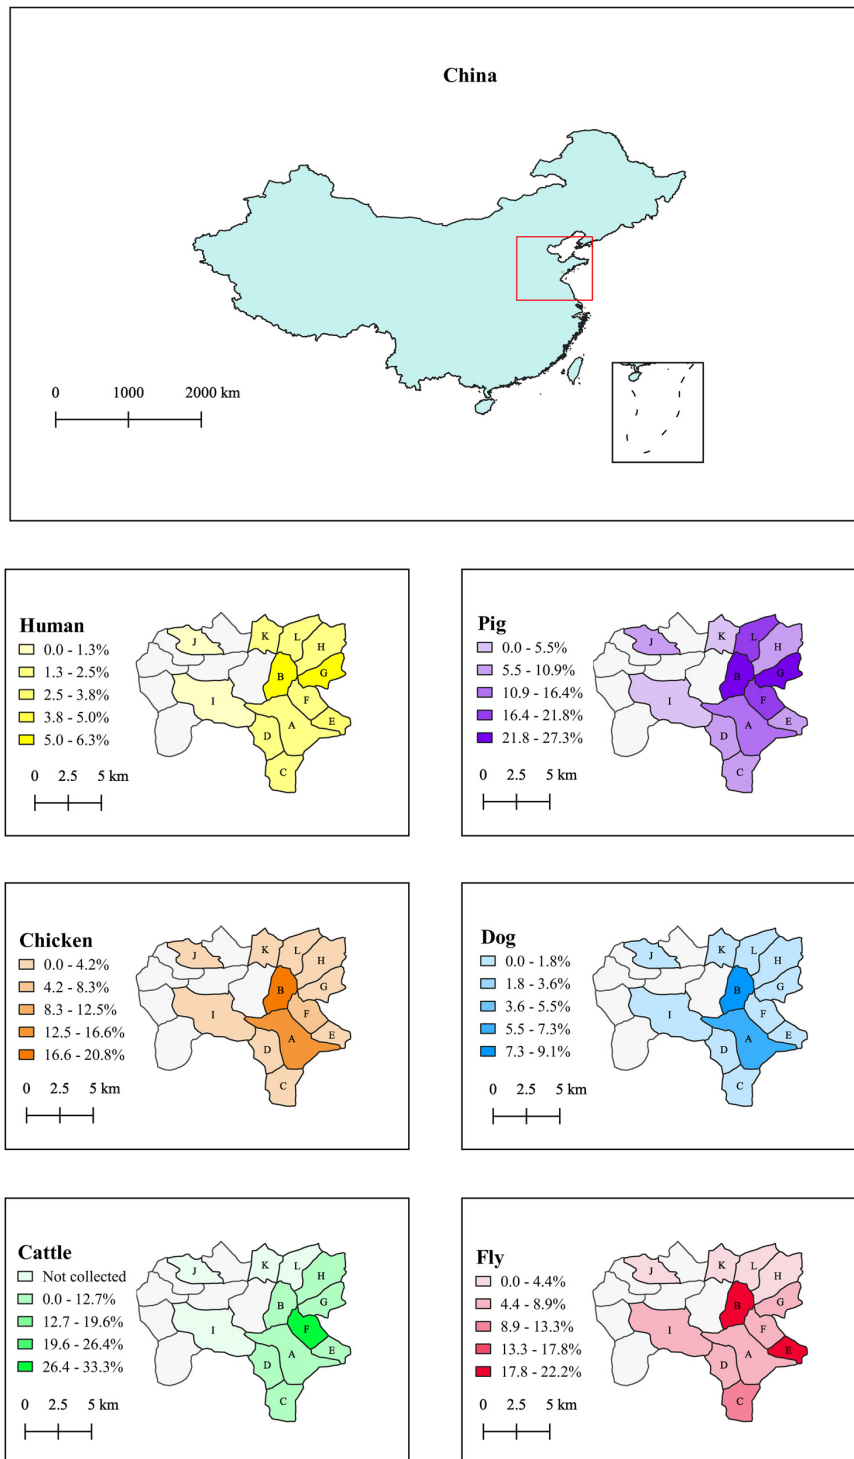 China
0 1000 2000 km
Human
0.0 - 1.3%
1.3 - 2.5%
2.5 - 3.8%
3.8 - 5.0%
5.0 - 6.3%
0 2.5 5 km
J
K
L
H
B
G
I
F
E
A
D
C
Pig
0.0 - 5.5%
5.5 - 10.9%
10.9 - 16.4%
16.4 - 21.8%
21.8 - 27.3%
0 2.5 5 km
J
K
L
H
B
G
I
F
E
A
D
C
Chicken
0.0 - 4.2%
4.2 - 8.3%
8.3 - 12.5%
12.5 - 16.6%
16.6 - 20.8%
0 2.5 5 km
J
K
L
H
B
G
I
F
E
A
D
C
Dog
0.0 - 1.8%
1.8 - 3.6%
3.6 - 5.5%
5.5 - 7.3%
7.3 - 9.1%
0 2.5 5 km
J
K
L
H
B
G
I
F
E
A
D
C
Cattle
Not collected
0.0 - 12.7%
12.7 - 19.6%
19.6 - 26.4%
26.4 - 33.3%
0 2.5 5 km
J
K
L
H
B
G
I
F
E
A
D
C
Fly
0.0 - 4.4%
4.4 - 8.9%
8.9 - 13.3%
13.3 - 17.8%
17.8 - 22.2%
0 2.5 5 km
J
K
L
H
B
G
I
F
E
A
D
C